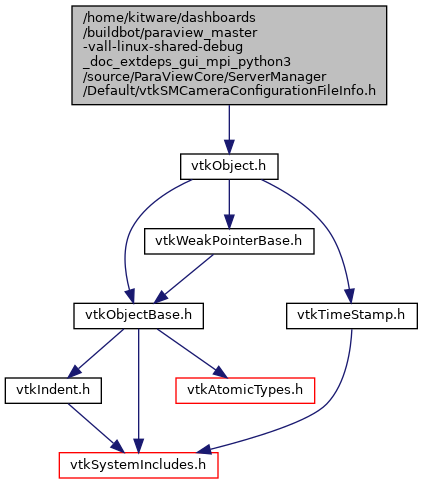 /home/kitware/dashboards
/buildbot/paraview_master
-vall-linux-shared-debug
_doc_extdeps_gui_mpi_python3
/source/ParaViewCore/ServerManager
/Default/vtkSMCameraConfigurationFileInfo.h
vtkObject.h
vtkWeakPointerBase.h
vtkObjectBase.h
vtkTimeStamp.h
vtkIndent.h
vtkAtomicTypes.h
vtkSystemIncludes.h